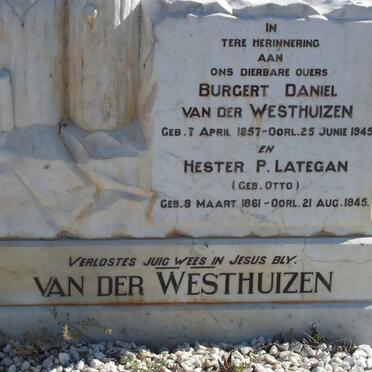 IN
TERE HERINNERING
AAN
ONS DIERBARE OUERS
BURGERT DANIEL
VAN DER WESTHUIZEN
GEB. 7 APRIL 1857-OORL. 25 JUNIE 1945
EN
HESTER P. LATEGAN
(GEB. OTTO)
GEB. 8 MAART 1861-OORL. 21 AUG. 1945.
VERLOSTES JUIG WEES IN JESUS BLY.
VAN DER WESTHUIZEN